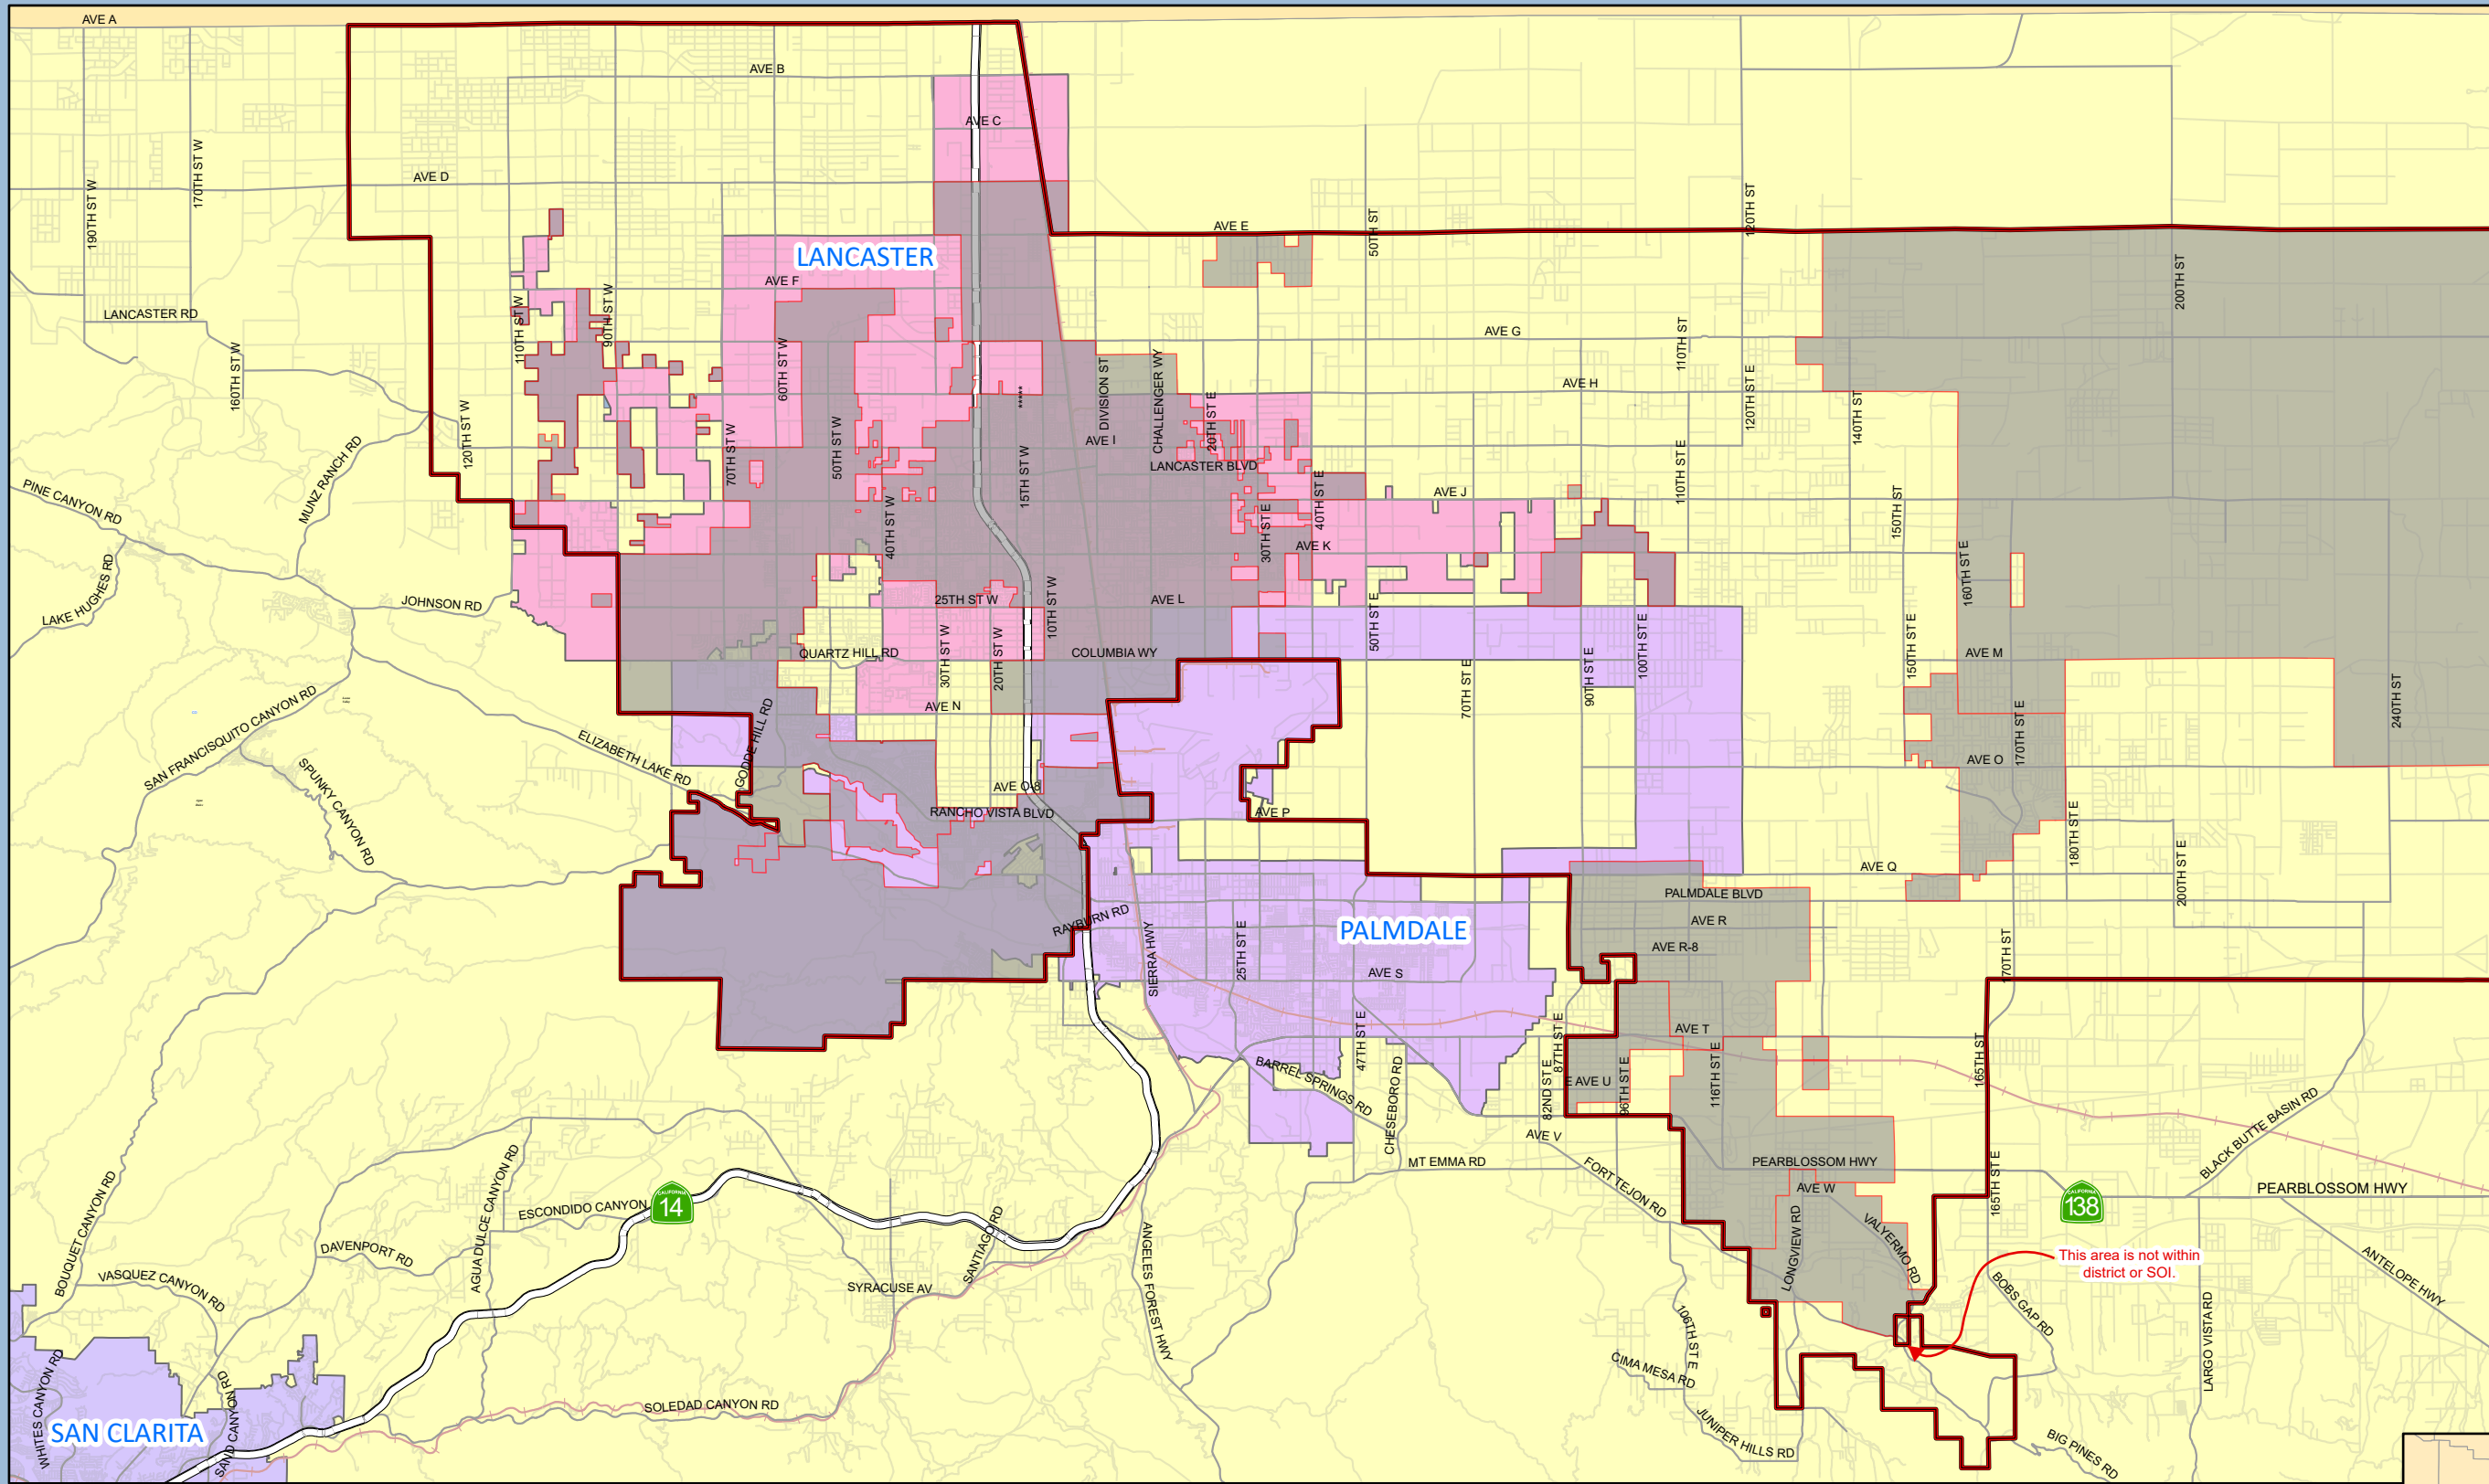 AVE A
AVE B
AVE C
AVE D
190TH ST W
170TH ST W
AVE E
50TH ST
120TH ST
200TH ST
LANCASTER
AVE F
LANCASTER RD
110TH ST W
90TH ST W
AVE G
160TH ST W
60TH ST W
*****
DIVISION ST
CHALLENGER WY
110TH ST
120TH ST E
AVE H
140TH ST
120TH ST W
70TH ST W
50TH ST W
20TH ST E
AVE I
LANCASTER BLVD
MUNZ RANCH RD
PINE CANYON RD
15TH ST W
40TH ST W
40TH ST E
30TH ST E
AVE J
110TH ST E
150TH ST
AVE K
160TH ST E
LAKE HUGHES RD
JOHNSON RD
25TH ST W
10TH ST W
AVE L
50TH ST E
QUARTZ HILL RD
30TH ST W
20TH ST W
COLUMBIA WY
70TH ST E
90TH ST E
100TH ST E
150TH ST E
AVE M
SAN FRANCISQUITO CANYON RD
AVE N
240TH ST
170TH ST E
ELIZABETH LAKE RD
GODDE HILL RD
SPUNKY CANYON RD
AVE O-8
AVE O
RANCHO VISTA BLVD
AVE P
180TH ST E
200TH ST E
AVE Q
PALMDALE BLVD
AVE R
RAYBURN RD
PALMDALE
AVE R-8
SIERRA HWY
25TH ST E
AVE S
170TH ST
47TH ST E
87TH ST E
AVE T
165TH ST
BARREL SPRINGS RD
CHESEBORO RD
82ND ST E
E AVE U
96TH ST E
116TH ST E
BLACK BUTTE BASIN RD
AVE V
MT EMMA RD
FORT TEJON RD
PEARBLOSSOM HWY
AVE W
165TH ST E
CALIFORNIA
138
PEARBLOSSOM HWY
BOUQUET CANYON RD
AGUA DULCE CANYON RD
ESCONDIDO CANYON
CALIFORNIA
14
SANTIAGO RD
ANGELES FOREST HWY
LONGVIEW RD
VALYERMO RD
This area is not within
district or SOI.
DAVENPORT RD
VASQUEZ CANYON RD
SYRACUSE AV
BOBS GAP RD
ANTELOPE HWY
LARGO VISTA RD
106TH ST E
CIMA MESA RD
WHITES CANYON RD
SAND CANYON RD
RD
SOLEDAD CANYON RD
SAN CLARITA
JUNIPER HILLS RD
BIG PINES RD